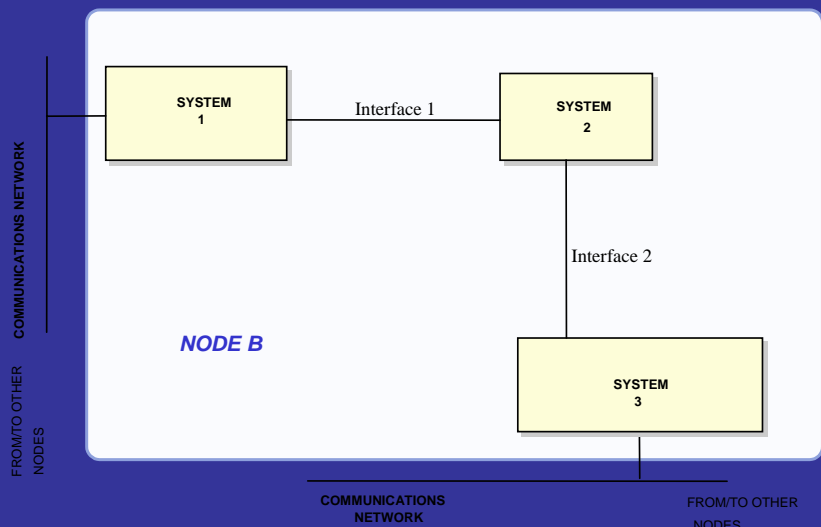 SYSTEM
1
Interface 1
SYSTEM
2
COMMUNICATIONS NETWORK
Interface 2
NODE B
SYSTEM
3
FROM/TO OTHER
NODES
COMMUNICATIONS
NETWORK
FROM/TO OTHER
NODES